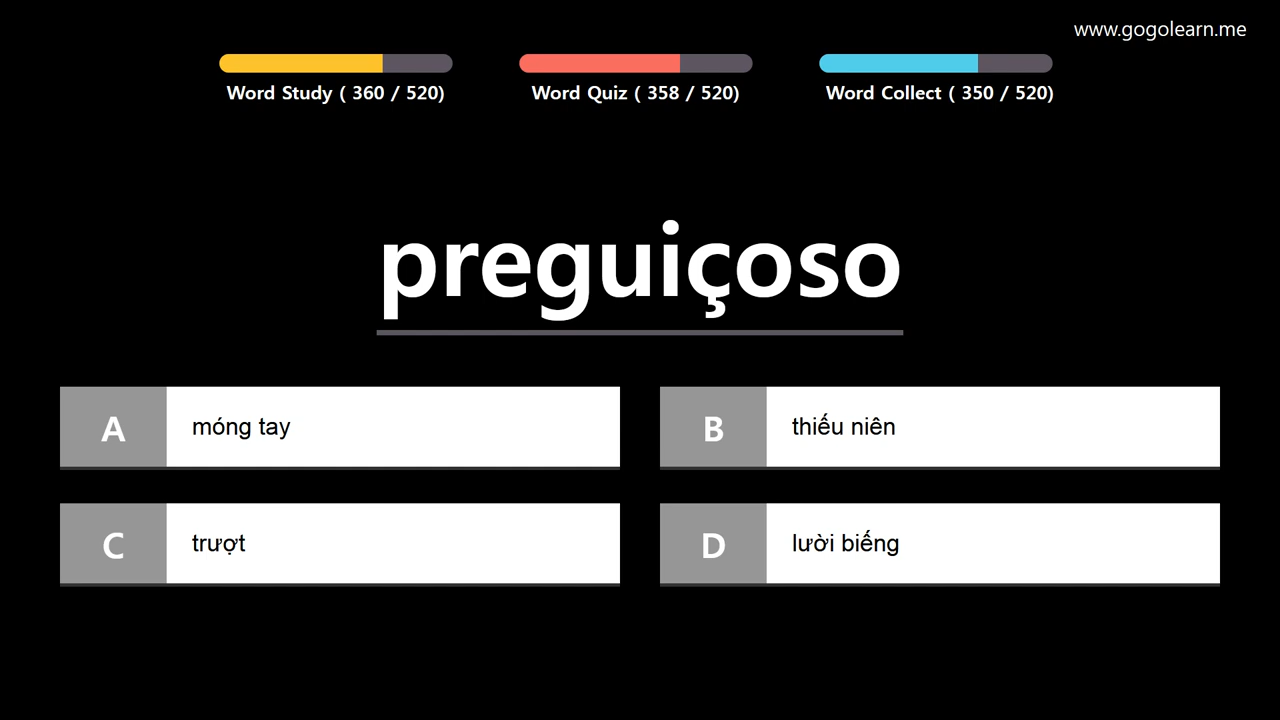 www.gogolearn.me
Word Study ( 360 / 520)
Word Quiz ( 358 / 520)
Word Collect ( 350 / 520)
preguiçoso
A móng tay
B thiếu niên
C trượt
D lười biếng